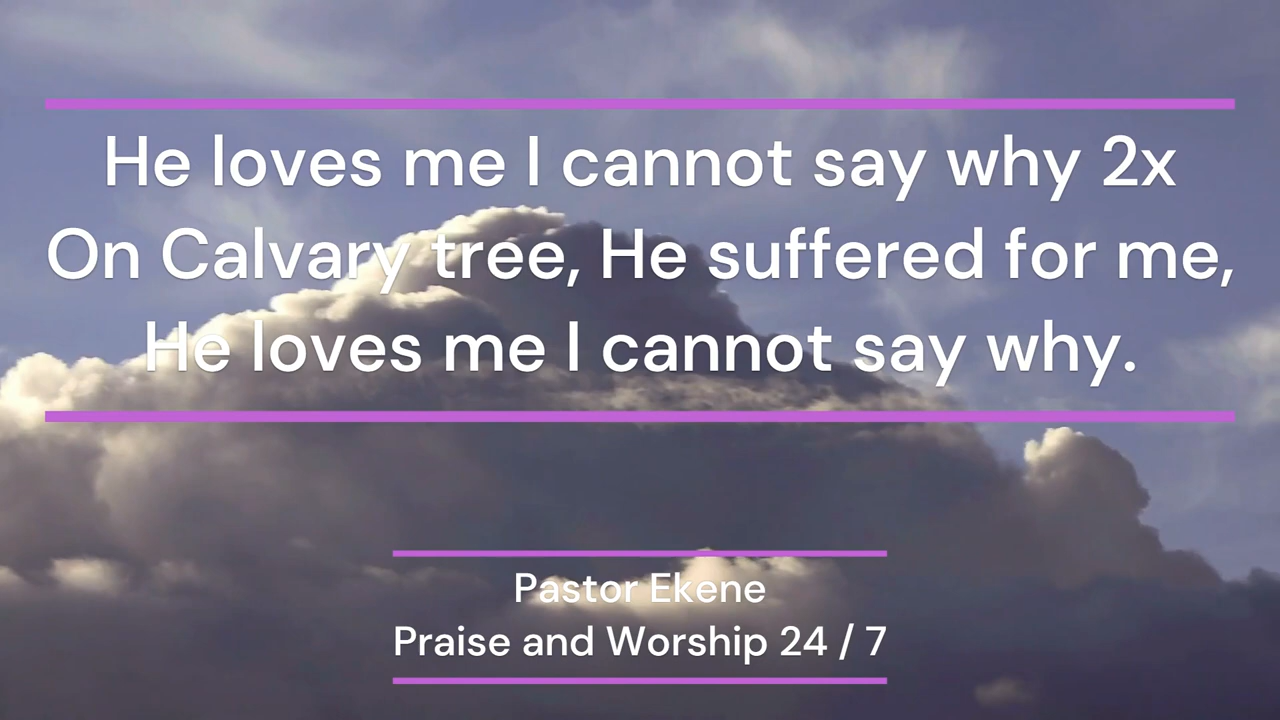 He loves me I cannot say why 2x
On Calvary tree, He suffered for me,
He loves me I cannot say why.
Pastor Ekene
Praise and Worship 24 / 7